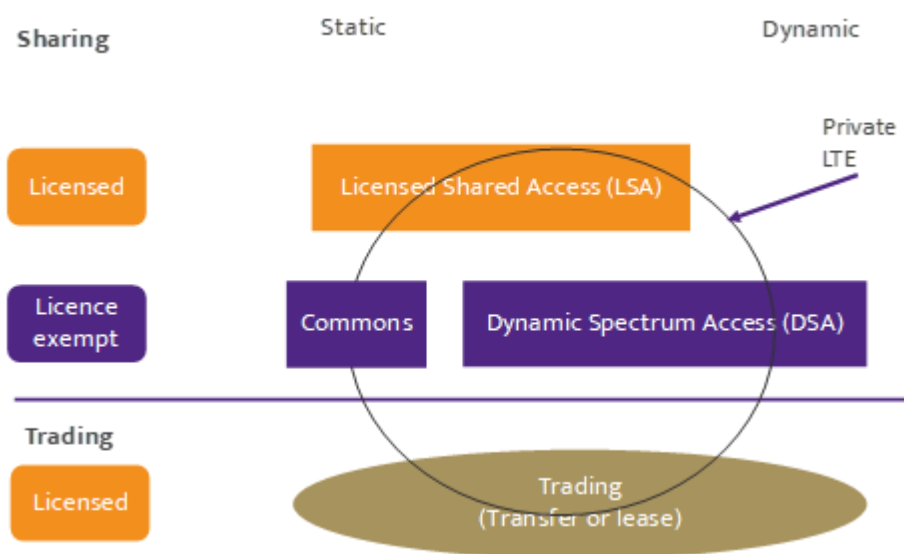 Sharing
Static
Dynamic
Private
LTE
Licensed
Licensed Shared Access (LSA)
Licence
exempt
Commons
Dynamic Spectrum Access (DSA)
Trading
Licensed
Trading
(Transfer or lease)